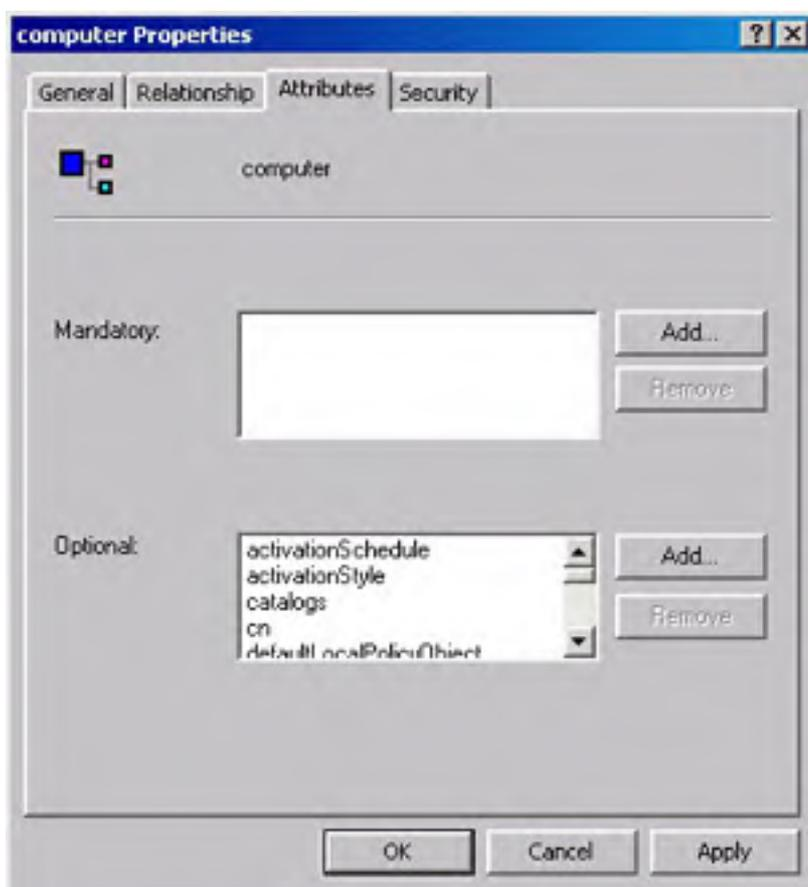 computer Properties
General Relationship Attributes Security
computer
Mandatory:
Add...
Remove
Optional:
activationSchedule
activationStyle
catalogs
cn
defaultLocalPolicyObject
Add...
Remove
OK Cancel Apply